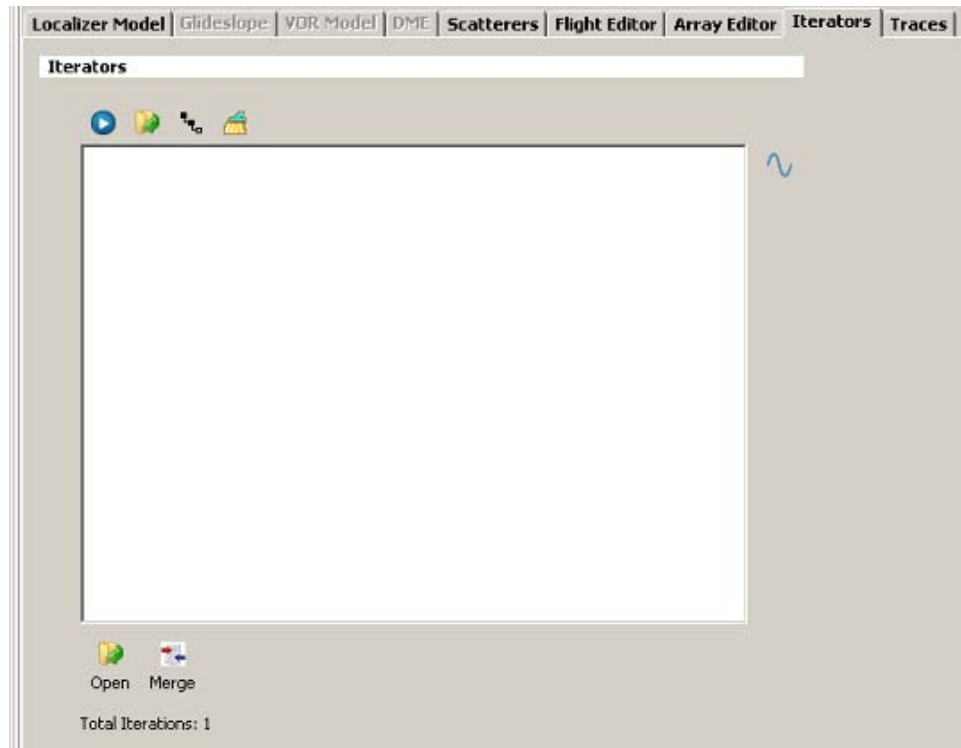 Localizer Model Glideslope VOR Model DME Scatterers Flight Editor Array Editor Iterators Traces
Iterators
Open Merge
Total Iterations: 1